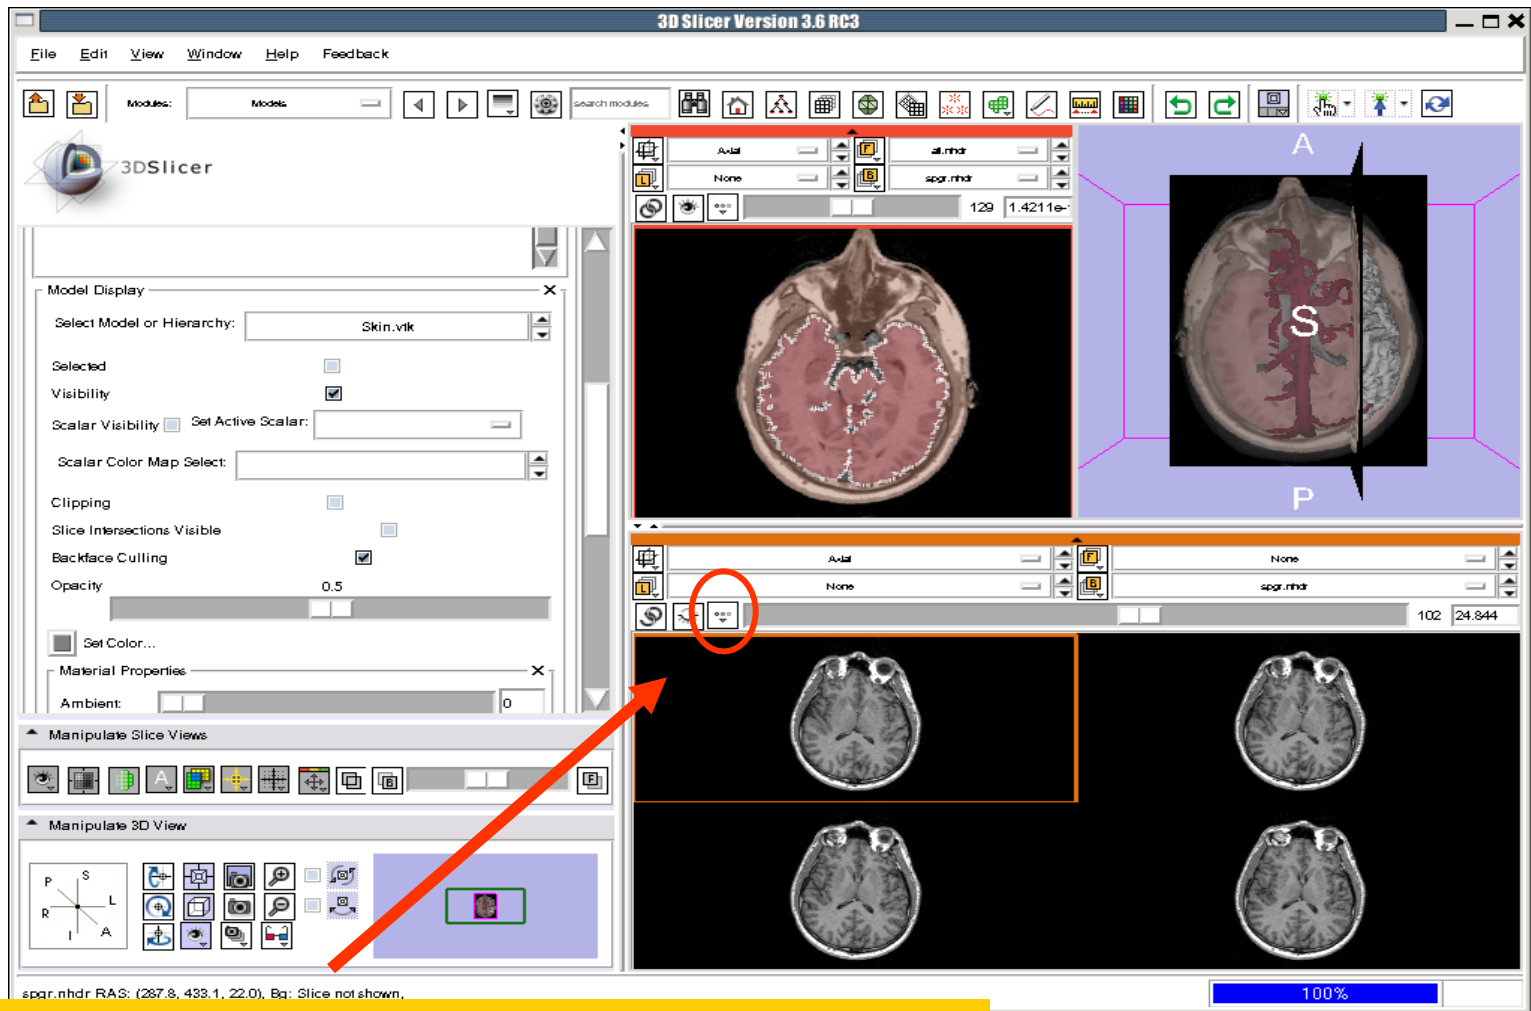 3D Slicer Version 3.6 RC3
File Edit View Window Help Feedback
Modules: Models search modules
3DSlicer
Model Display
Select Model or Hierarchy: Skin.vtk
Selected
Visibility
Scalar Visibility Set Active Scalar:
Scalar Color Map Select:
Clipping
Slice Intersections Visible
Backface Culling
Opacity 0.5
Set Color...
Material Properties
Ambient: 0
Manipulate Slice Views
A B F
Manipulate 3D View
P S
R L
I A
spgr.nhdr RAS: (287.8, 433.1, 22.0), Bg: Slice not shown,
Axial F all.nhdr
L None B spgr.nhdr
129 1.4211e-
A
S
P
Axial F None
L None B spgr.nhdr
102 24.844
100%